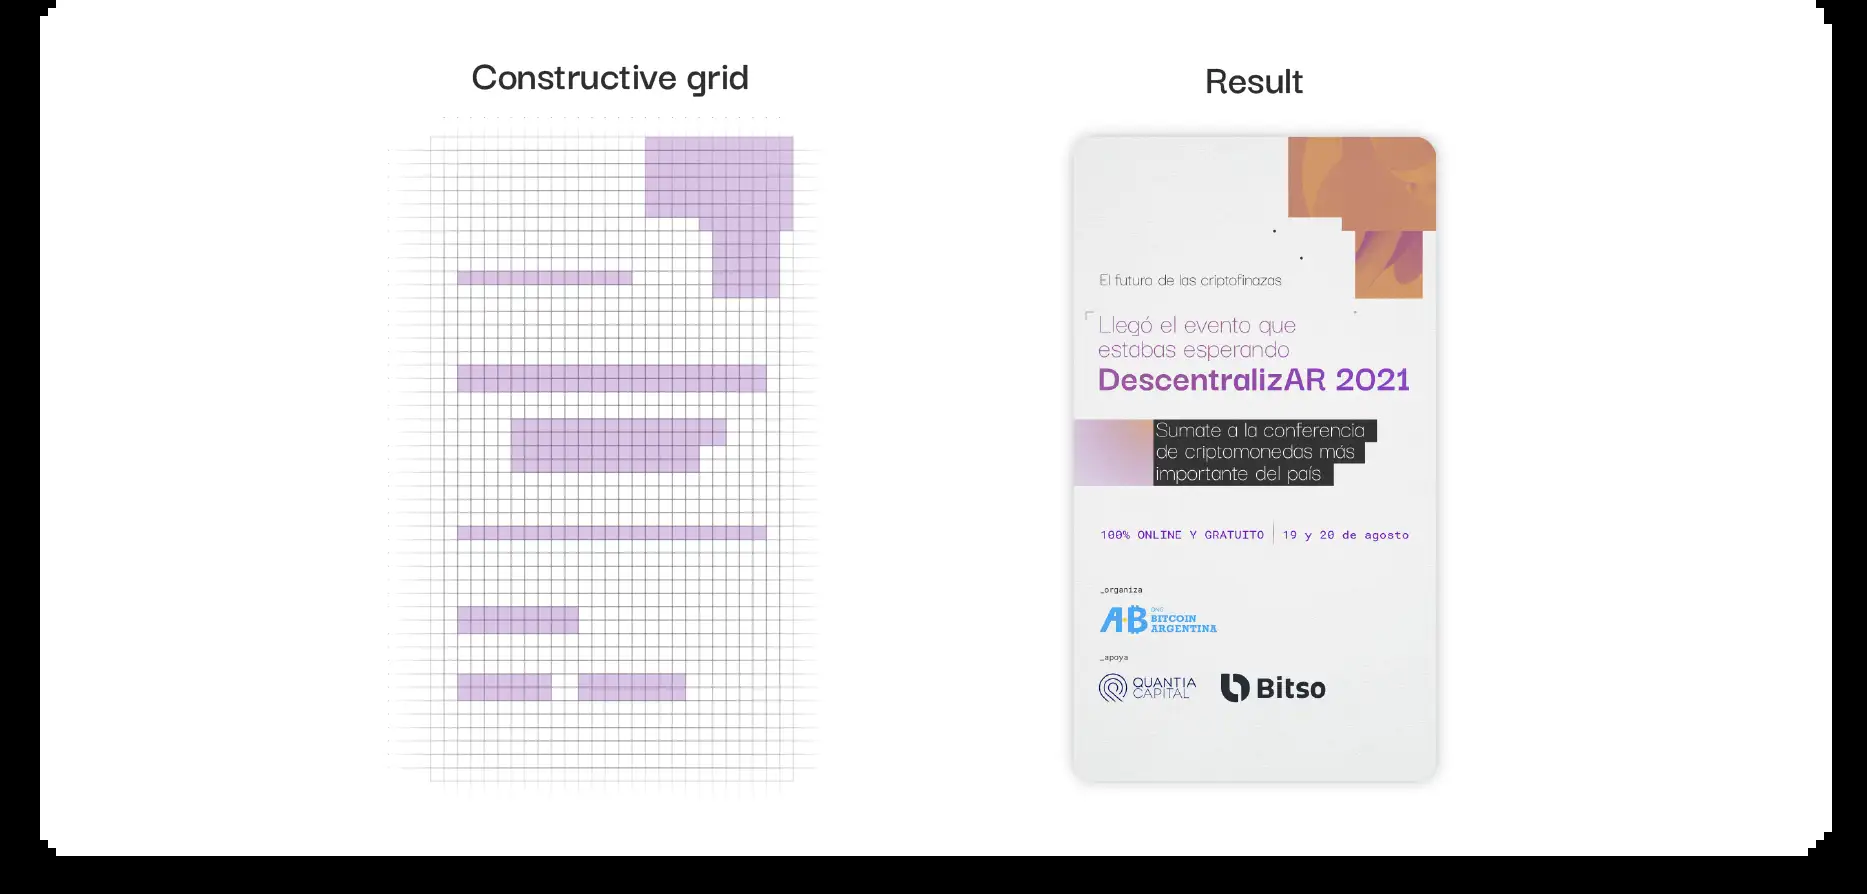 Constructive grid
Result
El futuro de las criptofinazas
Llegó el evento que
estabas esperando
DescentralizAR 2021
Sumate a la conferencia
de criptomonedas más
importante del país
100% ONLINE Y GRATUITO | 19 y 20 de agosto
_organiza
AB ONG
BITCOIN
ARGENTINA
_apoya
QUANTIA
CAPITAL
Bitso